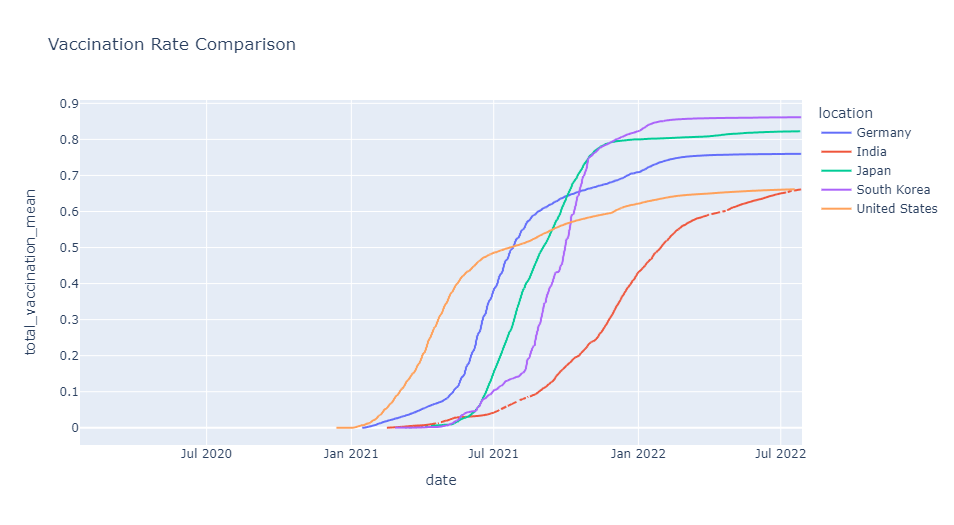 Vaccination Rate Comparison
location
Germany
India
Japan
South Korea
United States
total_vaccination_mean
0.9
0.8
0.7
0.6
0.5
0.4
0.3
0.2
0.1
0
Jul 2020
Jan 2021
Jul 2021
Jan 2022
Jul 2022
date